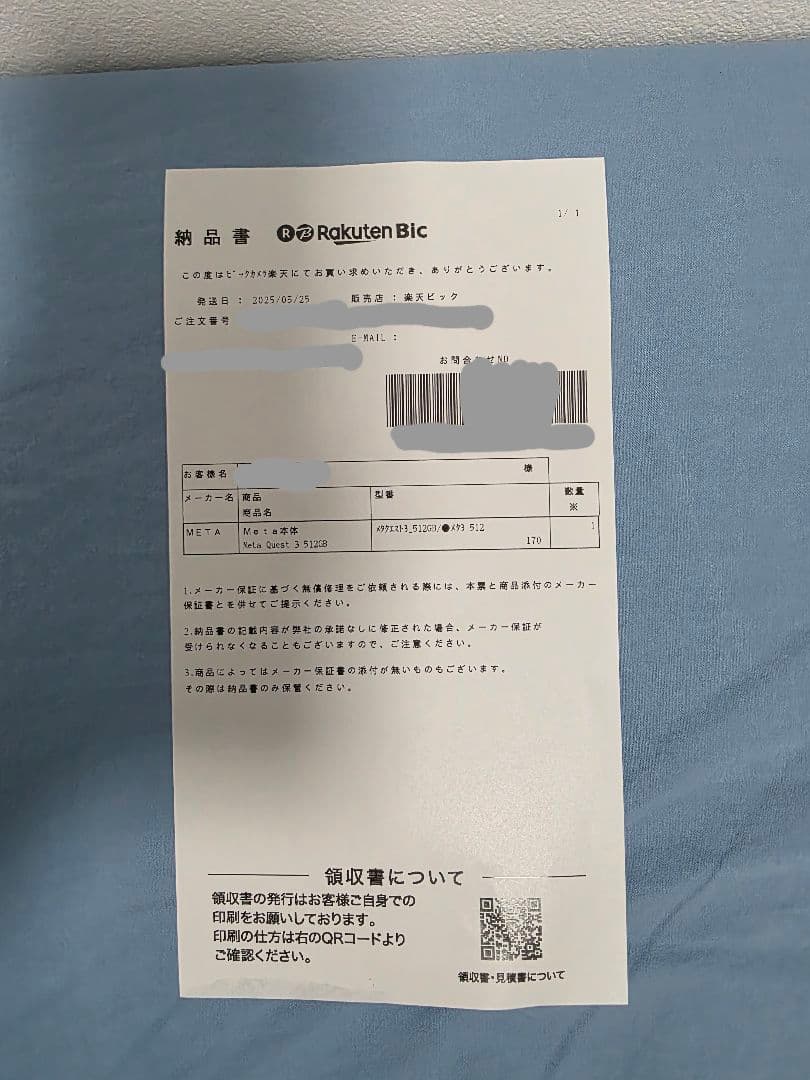 1/ 1
納品書 R B Rakuten Bic
この度はビックカメラ楽天にてお買い求めいただき、ありがとうございます。
発送日 : 2025/05/25 販売店 : 楽天ビック
ご注文番号
E-MAIL :
お問合せNO
お客様名 様
メーカー名 商品 型番 数量
商品名 ※
META Meta本体 メタクエスト3_512GB/●メタ3 512 1
Meta Quest 3 512GB 170
1.メーカー保証に基づく無償修理をご依頼される際には、本票と商品添付のメーカー
保証書とを併せてご提示ください。
2.納品書の記載内容が弊社の承諾なしに修正された場合、メーカー保証が
受けられなくなることもございますので、ご注意ください。
3.商品によってはメーカー保証書の添付が無いものもございます。
その際は納品書のみ保管ください。
領収書について
領収書の発行はお客様ご自身での
印刷をお願いしております。
印刷の仕方は右のQRコードより
ご確認ください。
領収書・見積書について